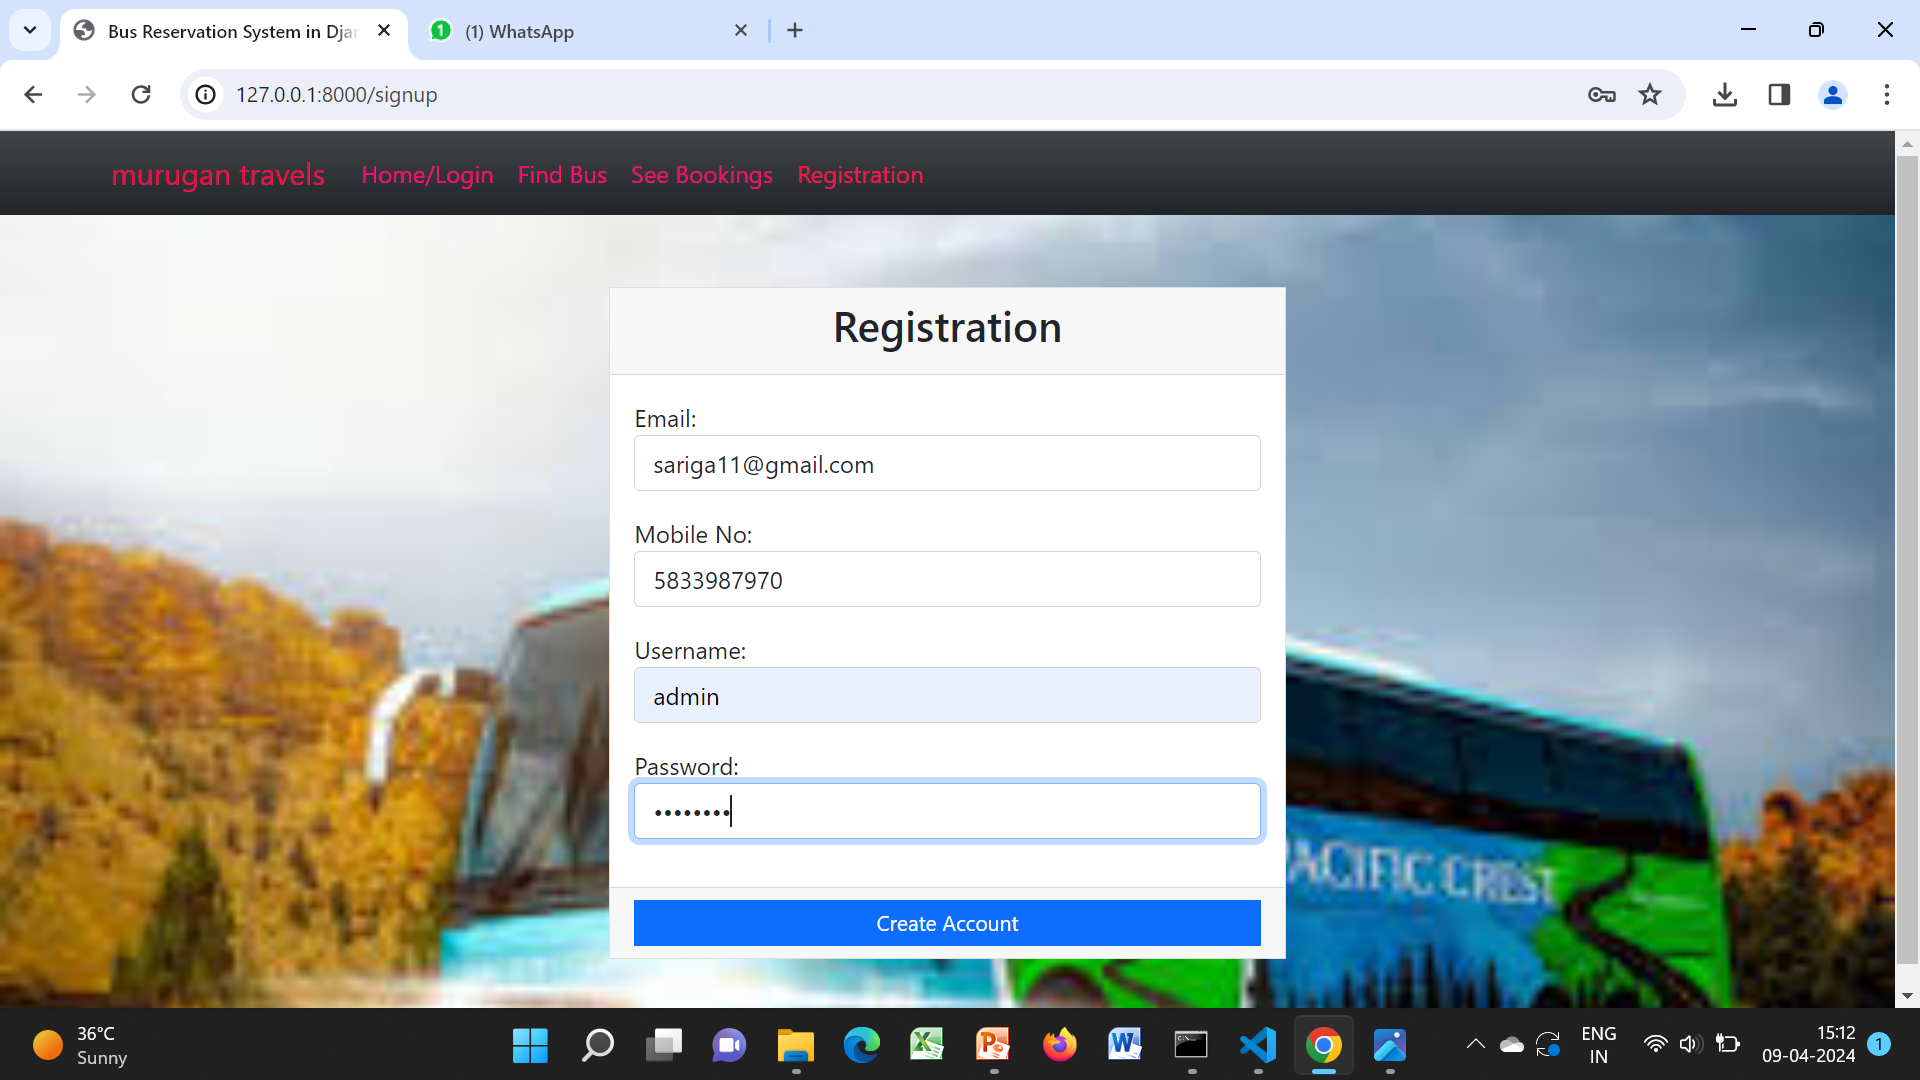 Bus Reservation System in Djar
1 (1) WhatsApp
127.0.0.1:8000/signup
murugan travels Home/Login Find Bus See Bookings Registration
Registration
Email:
sariga11@gmail.com
Mobile No:
5833987970
Username:
admin
Password:
••••••••
PACIFIC CREST
Create Account
36°C
Sunny
ENG
IN
15:12
09-04-2024
1